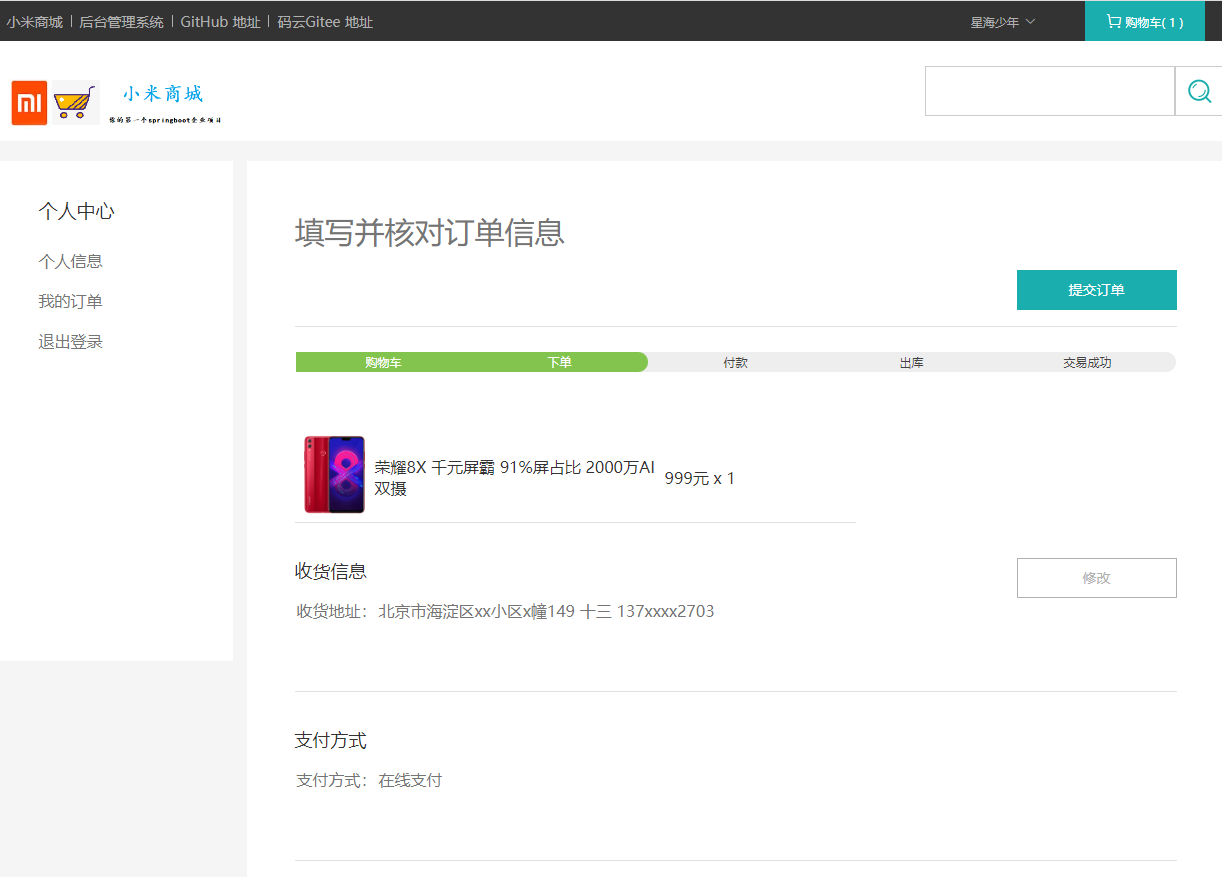 小米商城 后台管理系统 GitHub 地址 码云Gitee 地址 星海少年 购物车( 1 )
小米商城
你的第一个springboot企业项目
个人中心
个人信息
我的订单
退出登录
填写并核对订单信息
提交订单
购物车 下单 付款 出库 交易成功
荣耀8X 千元屏霸 91%屏占比 2000万AI
双摄
999元 x 1
收货信息
修改
收货地址：北京市海淀区xx小区x幢149 十三 137xxxx2703
支付方式
支付方式：在线支付